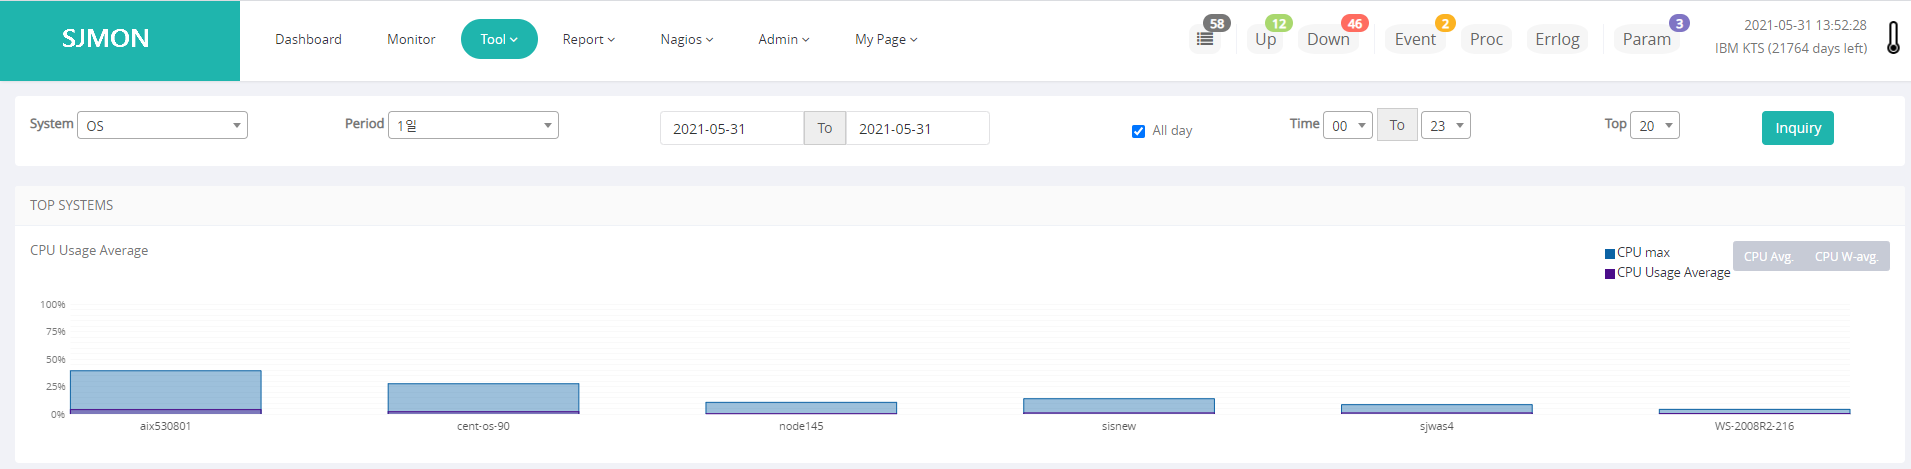 SJMON
Dashboard Monitor Tool Report Nagios Admin My Page
58 Up 12 Down 46 Event 2 Proc Errlog Param 3
2021-05-31 13:52:28
IBM KTS (21764 days left)
System OS Period 1일 2021-05-31 To 2021-05-31 All day Time 00 To 23 Top 20 Inquiry
TOP SYSTEMS
CPU Usage Average
CPU max
CPU Usage Average
CPU Avg. CPU W-avg.
100%
75%
50%
25%
0%
aix530801 cent-os-90 node145 sisnew sjwas4 WS-2008R2-216